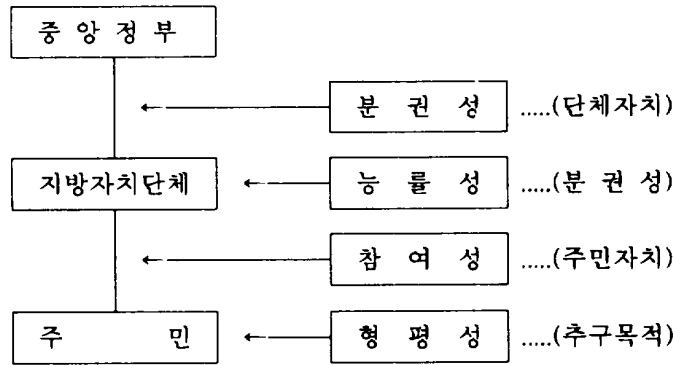 중 앙 정 부
분 권 성 .....(단체자치)
지방자치단체 능 률 성 .....(분 권 성)
참 여 성 .....(주민자치)
주 민 형 평 성 .....(추구목적)